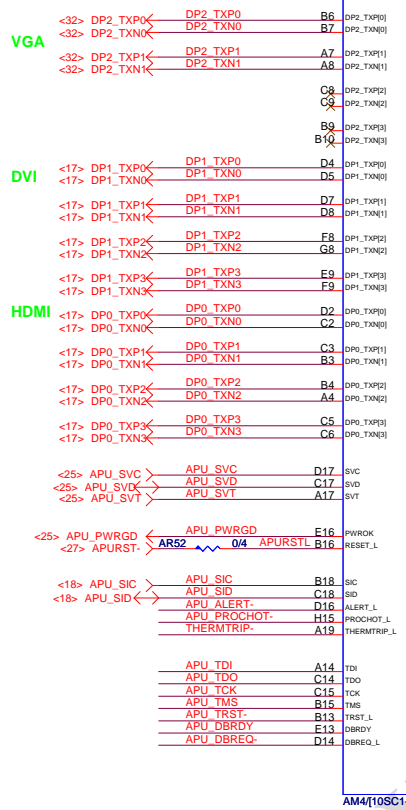 DP2_TXP0 B6 DP2_TXP[0]
<32> DP2_TXP0
VGA
DP2_TXN0 B7 DP2_TXN[0]
<32> DP2_TXN0
<32> DP2_TXP1 DP2_TXP1 A7 DP2_TXP[1]
<32> DP2_TXN1 DP2_TXN1 A8 DP2_TXN[1]
C8 DP2_TXP[2]
C9 DP2_TXN[2]
B9 DP2_TXP[3]
B10 DP2_TXN[3]
DVI
<17> DP1_TXP0 DP1_TXP0 D4 DP1_TXP[0]
<17> DP1_TXN0 DP1_TXN0 D5 DP1_TXN[0]
<17> DP1_TXP1 DP1_TXP1 D7 DP1_TXP[1]
<17> DP1_TXN1 DP1_TXN1 D8 DP1_TXN[1]
<17> DP1_TXP2 DP1_TXP2 F8 DP1_TXP[2]
<17> DP1_TXN2 DP1_TXN2 G8 DP1_TXN[2]
<17> DP1_TXP3 DP1_TXP3 E9 DP1_TXP[3]
<17> DP1_TXN3 DP1_TXN3 F9 DP1_TXN[3]
HDMI
<17> DP0_TXP0 DP0_TXP0 D2 DP0_TXP[0]
<17> DP0_TXN0 DP0_TXN0 C2 DP0_TXN[0]
<17> DP0_TXP1 DP0_TXP1 C3 DP0_TXP[1]
<17> DP0_TXN1 DP0_TXN1 B3 DP0_TXN[1]
<17> DP0_TXP2 DP0_TXP2 B4 DP0_TXP[2]
<17> DP0_TXN2 DP0_TXN2 A4 DP0_TXN[2]
<17> DP0_TXP3 DP0_TXP3 C5 DP0_TXP[3]
<17> DP0_TXN3 DP0_TXN3 C6 DP0_TXN[3]
<25> APU_SVC APU_SVC D17 SVC
<25> APU_SVD APU_SVD C17 SVD
<25> APU_SVT APU_SVT A17 SVT
<25> APU_PWRGD APU_PWRGD E16 PWROK
<27> APURST- AR52 0/4 APURSTL B16 RESET_L
<18> APU_SIC APU_SIC B18 SIC
<18> APU_SID APU_SID C18 SID
APU_ALERT- D16 ALERT_L
APU_PROCHOT- H15 PROCHOT_L
THERMTRIP- A19 THERMTRIP_L
APU_TDI A14 TDI
APU_TDO C14 TDO
APU_TCK C15 TCK
APU_TMS B15 TMS
APU_TRST- B13 TRST_L
APU_DBRDY E13 DBRDY
APU_DBREQ- D14 DBREQ_L
AM4/[10SC1